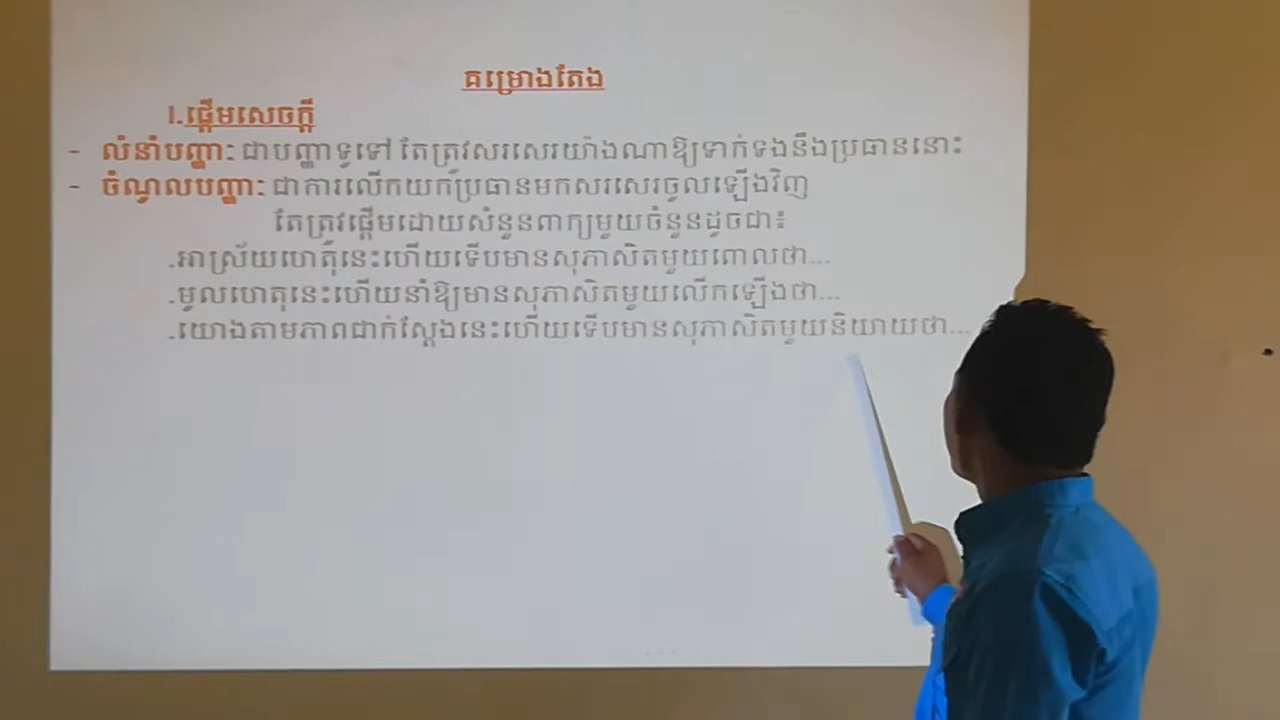 គម្រោងតែង
I.ផ្តើមសេចក្តី
- លំនាំបញ្ហា: ជាបញ្ហាទូទៅ តែត្រូវសរសេរយ៉ាងណាឱ្យទាក់ទងនឹងប្រធាននោះ
- ចំណូលបញ្ហា: ជាការលើកយកប្រធានមកសរសេរចូលឡើងវិញ
តែត្រូវផ្តើមដោយសំនួនពាក្យមួយចំនួនដូចជា៖
.អាស្រ័យហេតុនេះហើយទើបមានសុភាសិតមួយពោលថា...
.មូលហេតុនេះហើយនាំឱ្យមានសុភាសិតមួយលើកឡើងថា...
.យោងតាមភាពជាក់ស្តែងនេះហើយទើបមានសុភាសិតមួយនិយាយថា...